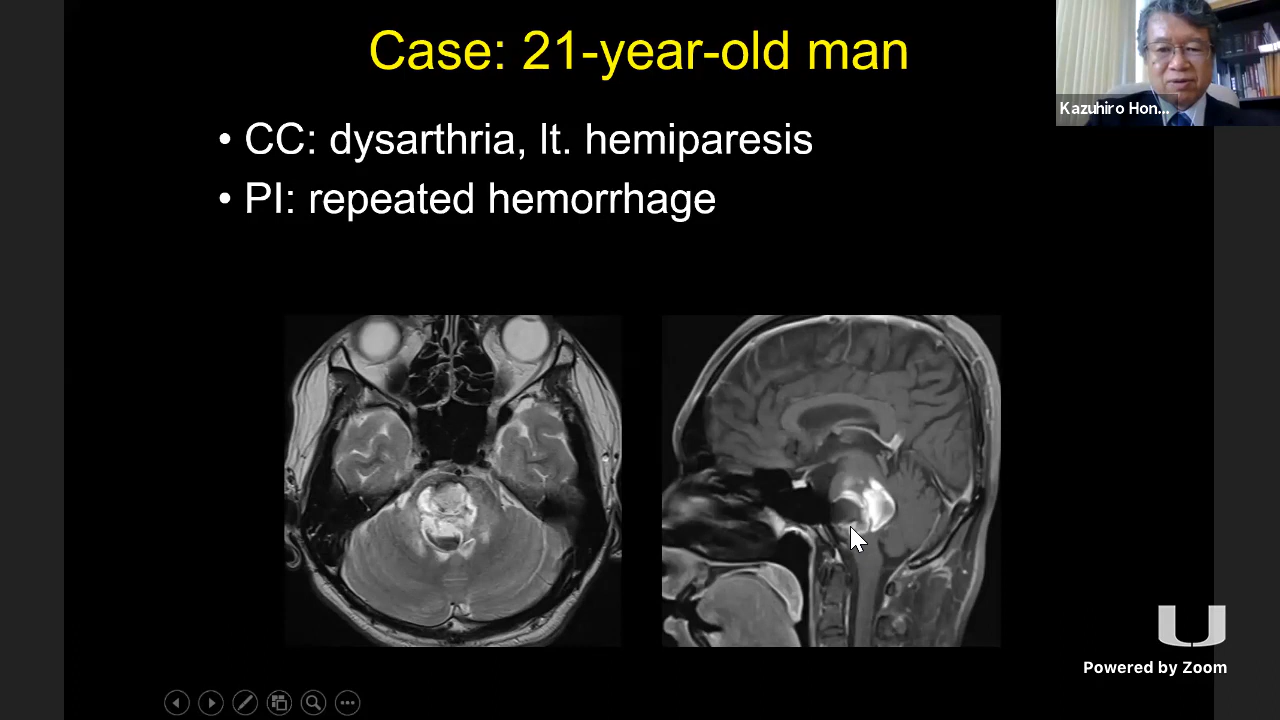 Case: 21-year-old man
Kazuhiro Hon...
• CC: dysarthria, lt. hemiparesis
• PI: repeated hemorrhage
U
Powered by Zoom